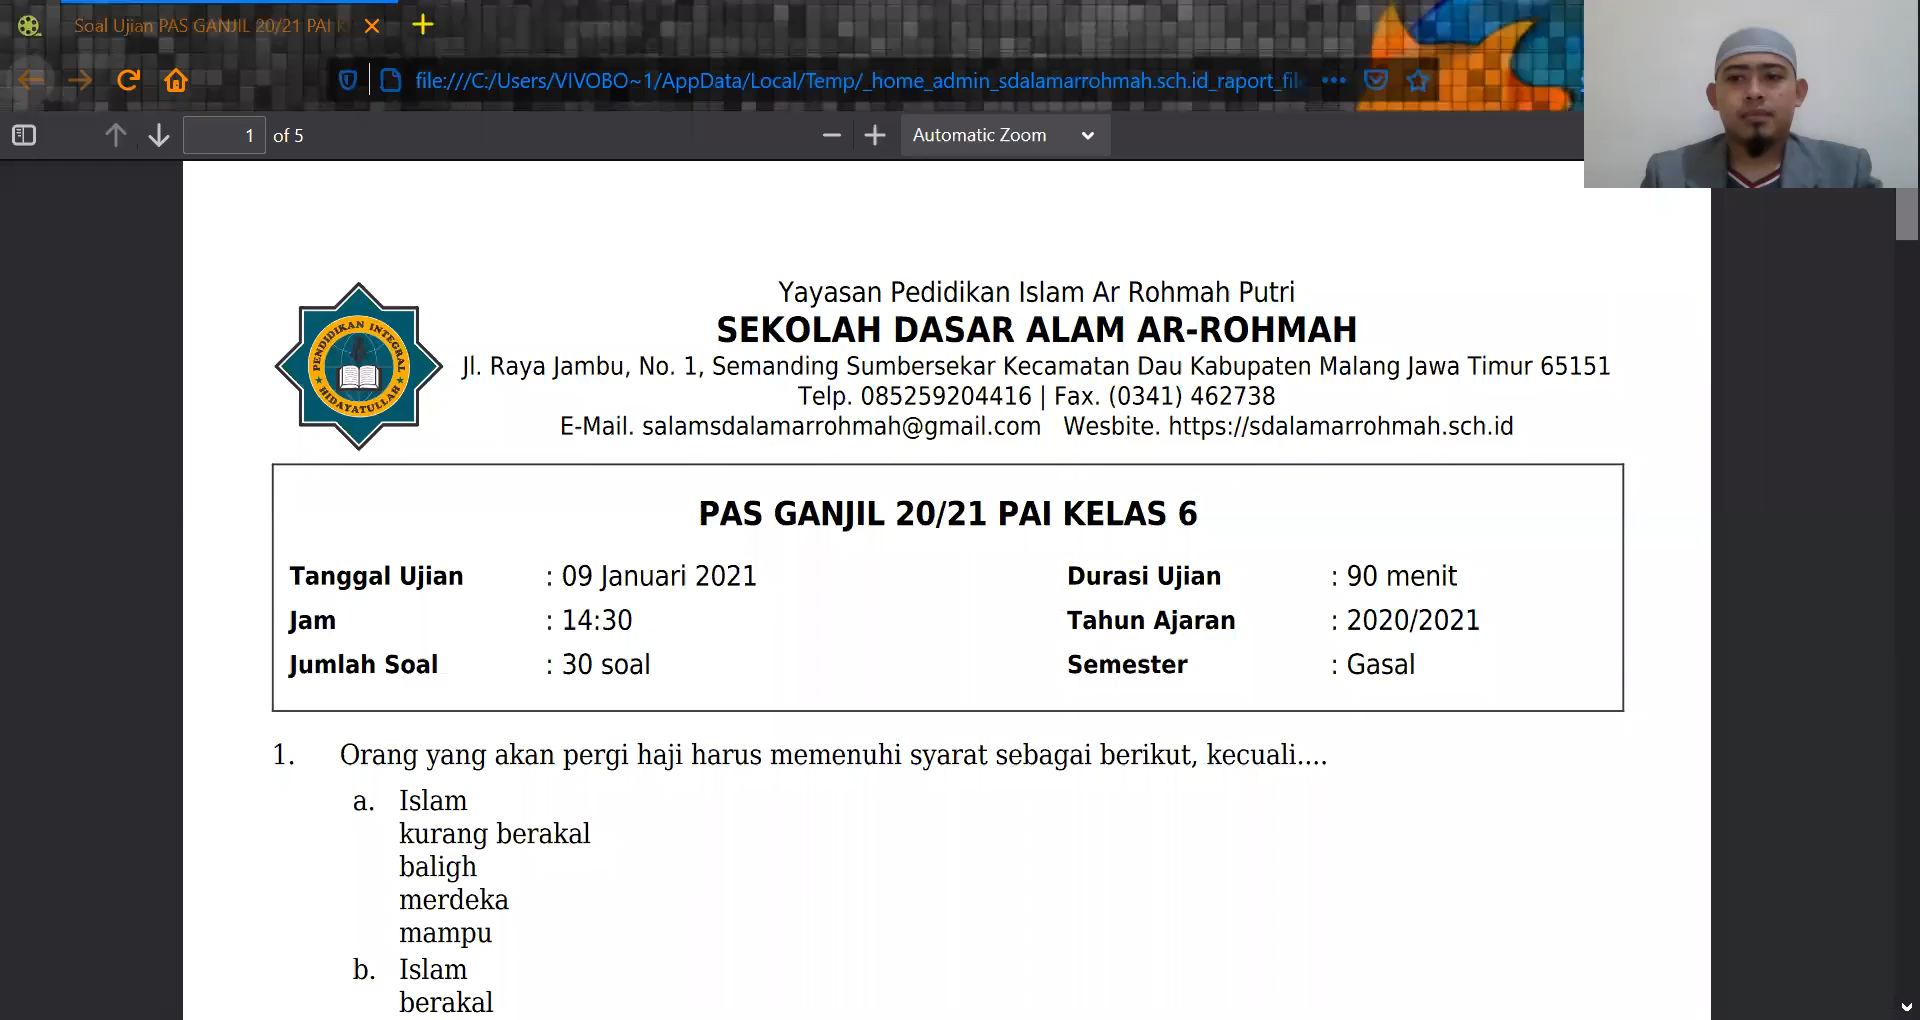 Soal Ujian PAS GANJIL 20/21 PAI K
file:///C:/Users/VIVOBO~1/AppData/Local/Temp/_home_admin_sdalamarrohmah.sch.id_raport_fil
1 of 5
Automatic Zoom
PENDIDIKAN INTEGRAL
HIDAYATULLAH
Yayasan Pedidikan Islam Ar Rohmah Putri
SEKOLAH DASAR ALAM AR-ROHMAH
Jl. Raya Jambu, No. 1, Semanding Sumbersekar Kecamatan Dau Kabupaten Malang Jawa Timur 65151
Telp. 085259204416 | Fax. (0341) 462738
E-Mail. salamsdalamarrohmah@gmail.com Wesbite. https://sdalamarrohmah.sch.id
PAS GANJIL 20/21 PAI KELAS 6
Tanggal Ujian : 09 Januari 2021 Durasi Ujian : 90 menit
Jam : 14:30 Tahun Ajaran : 2020/2021
Jumlah Soal : 30 soal Semester : Gasal
1. Orang yang akan pergi haji harus memenuhi syarat sebagai berikut, kecuali....
a. Islam
kurang berakal
baligh
merdeka
mampu
b. Islam
berakal